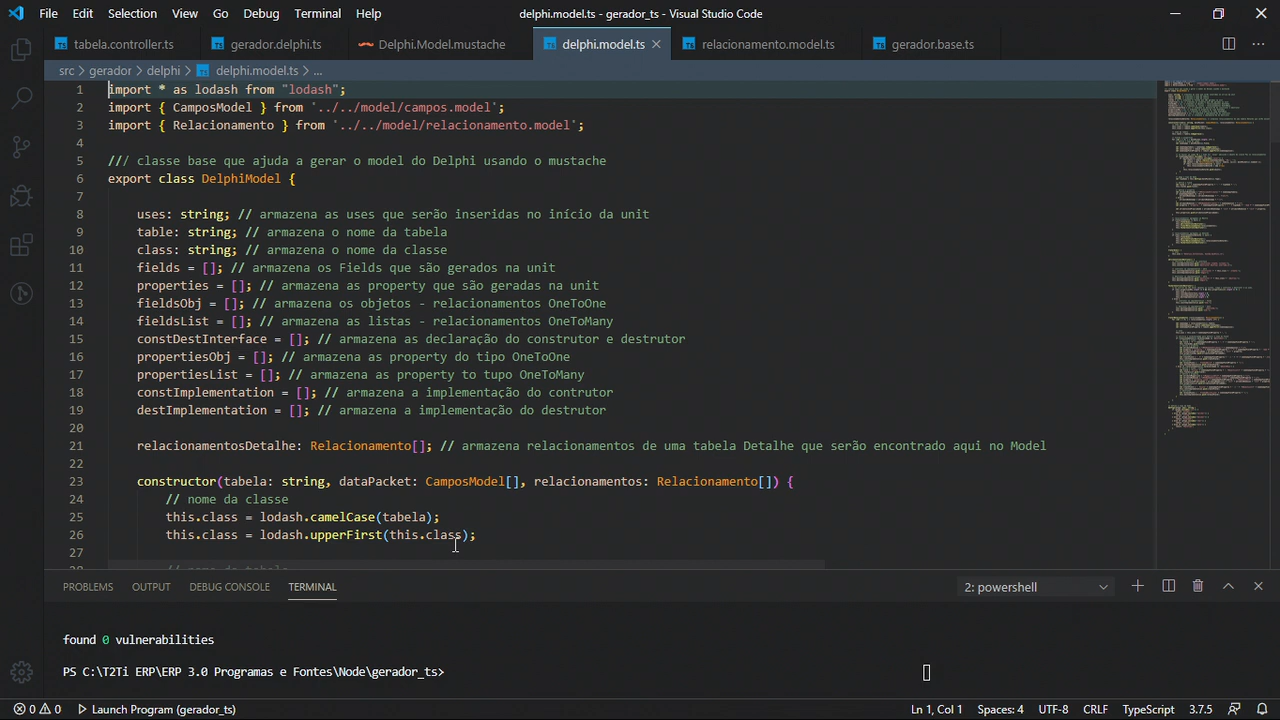 File Edit Selection View Go Debug Terminal Help delphi.model.ts - gerador_ts - Visual Studio Code
tabela.controller.ts gerador.delphi.ts Delphi.Model.mustache delphi.model.ts relacionamento.model.ts gerador.base.ts
src > gerador > delphi > delphi.model.ts > ...
1 import * as lodash from "lodash";
2 import { CamposModel } from '../../model/campos.model';
3 import { Relacionamento } from '../../model/relacionamento.model';
4
5 /// classe base que ajuda a gerar o model do Delphi usando o mustache
6 export class DelphiModel {
7
8 uses: string; // armazena as uses que serão inseridas no início da unit
9 table: string; // armazena o nome da tabela
10 class: string; // armazena o nome da classe
11 fields = []; // armazena os Fields que são gerados na unit
12 properties = []; // armazena as property que são geradas na unit
13 fieldsObj = []; // armazena os objetos - relacionamentos OneToOne
14 fieldsList = []; // armazena as listas - relacionamentos OneToMany
15 constDestInterface = []; // armazena as declaração do construtor e destrutor
16 propertiesObj = []; // armazena as property do tipo OneToOne
17 propertiesList = []; // armazena as property to tupo OneToMany
18 constImplementation = []; // armazena a implementação do contrutor
19 destImplementation = []; // armazena a implementação do destrutor
20
21 relacionamentosDetalhe: Relacionamento[]; // armazena relacionamentos de uma tabela Detalhe que serão encontrado aqui no Model
22
23 constructor(tabela: string, dataPacket: CamposModel[], relacionamentos: Relacionamento[]) {
24 // nome da classe
25 this.class = lodash.camelCase(tabela);
26 this.class = lodash.upperFirst(this.class);
27
28 // nome da tabela
PROBLEMS OUTPUT DEBUG CONSOLE TERMINAL 2: powershell
found 0 vulnerabilities
PS C:\T2Ti ERP\ERP 3.0 Programas e Fontes\Node\gerador_ts>
0 0 Launch Program (gerador_ts) Ln 1, Col 1 Spaces: 4 UTF-8 CRLF TypeScript 3.7.5